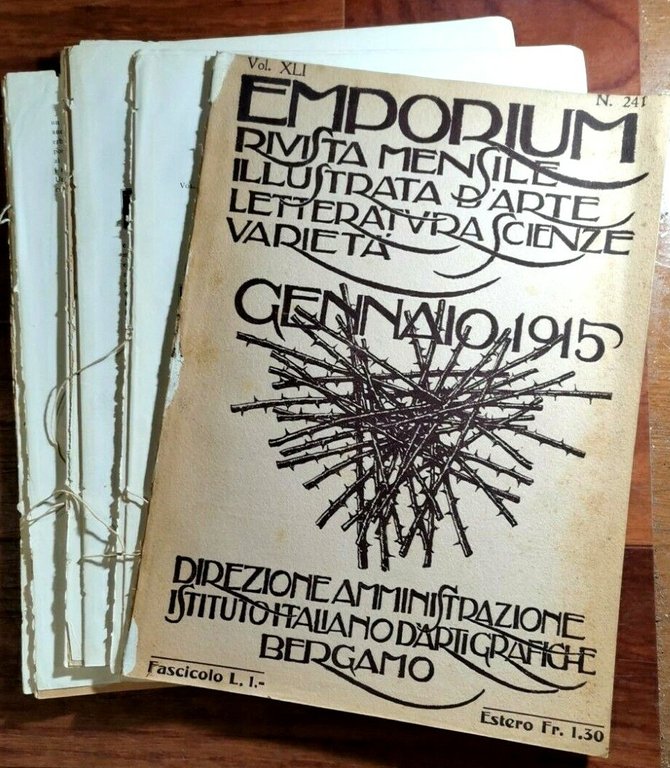 Vol. XLI
N. 241
EMPORIUM
RIVISTA MENSILE
ILLUSTRATA D'ARTE
LETTERATVRA SCIENZE
VARIETÀ
GENNAIO 1915
DIREZIONE AMMINISTRAZIONE
ISTITUTO ITALIANO D'ARTI GRAFICHE
BERGAMO
Fascicolo L. 1.-
Estero Fr. 1.30